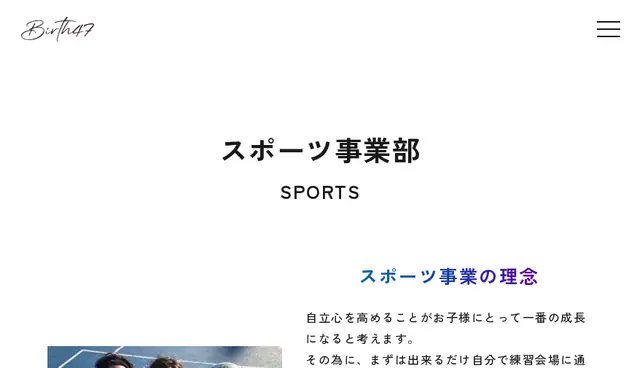 Birth47
スポーツ事業部
SPORTS
スポーツ事業の理念
自立心を高めることがお子様にとって一番の成長
になると考えます。
その為に、まずは出来るだけ自分で練習会場に通